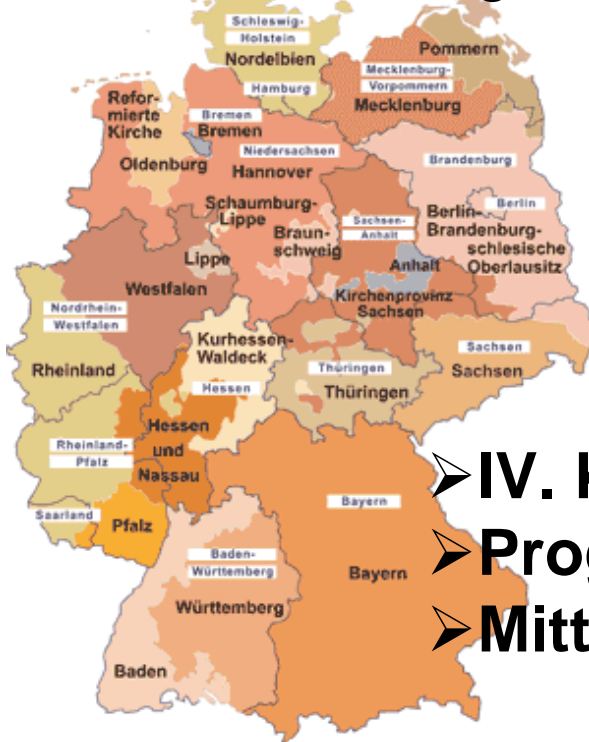 Schleswig-
Holstein
Nordelbien
Hamburg
Pommern
Mecklenburg-
Vorpommern
Mecklenburg
Refor-
mierte
Kirche
Bremen
Bremen
Oldenburg
Niedersachsen
Hannover
Brandenburg
Berlin
Schaumburg-
Lippe
Braun-
schweig
Sachsen-
Anhalt
Berlin-
Brandenburg-
schlesische
Oberlausitz
Lippe
Anhalt
Westfalen
Kirchenprovinz
Sachsen
Nordrhein-
Westfalen
Kurhessen-
Waldeck
Rheinland
Hessen
Thüringen
Thüringen
Sachsen
Sachsen
Hessen
und
Nassau
Rheinland-
Pfalz
Saarland
Pfalz
Bayern
Bayern
Baden-
Württemberg
Württemberg
Baden
➢IV.
➢Prog
➢Mitt